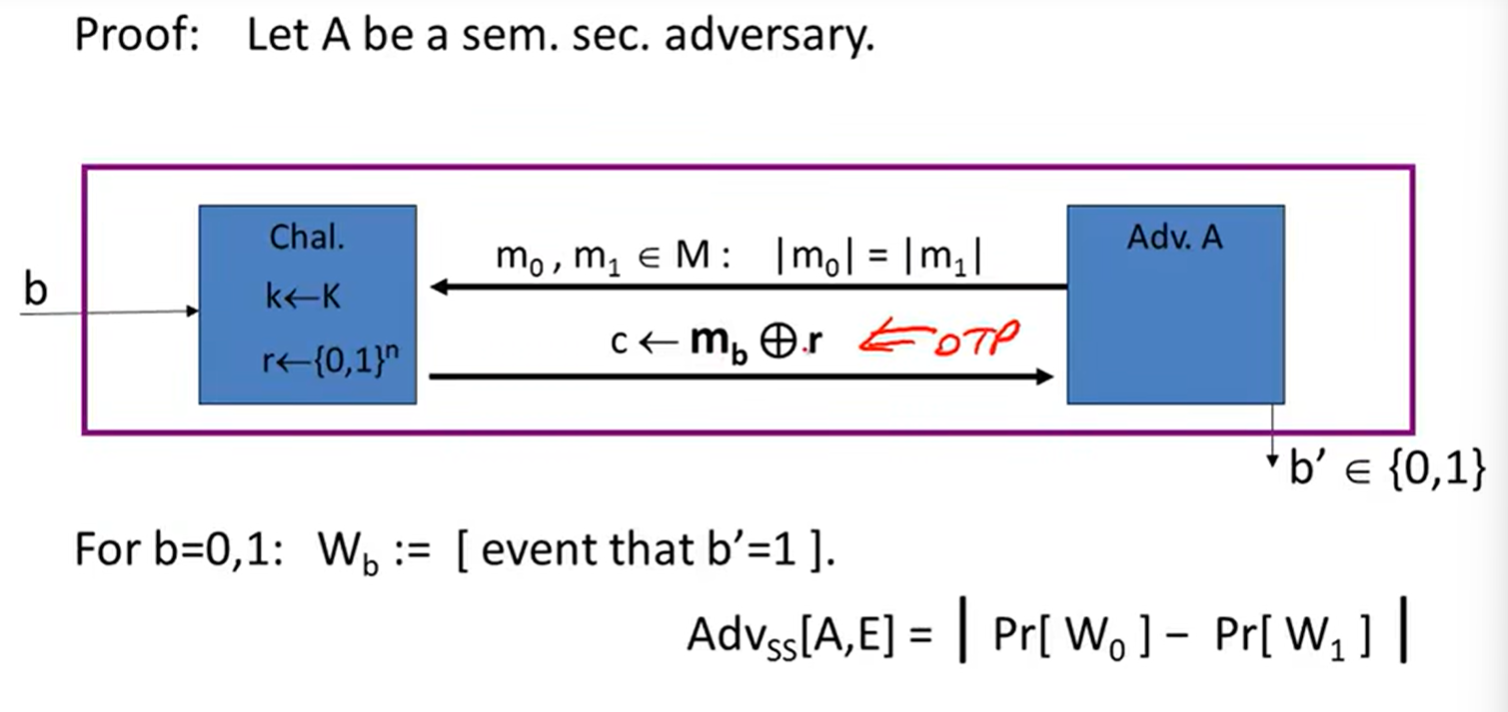 Proof: Let A be a sem. sec. adversary.
Chal.
Adv. A
m₀ , m₁ ∈ M : |m₀| = |m₁|
b
k←K
c ← m_b ⊕ r ⇐ OTP
r←{0,1}ⁿ
b′ ∈ {0,1}
For b=0,1: W_b := [ event that b′=1 ].
Adv_SS[A,E] = | Pr[ W₀ ] − Pr[ W₁ ] |